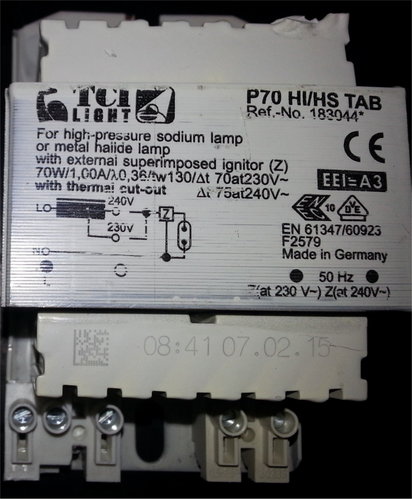 TCI
LIGHT
P70 HI/HS TAB
Ref.-No. 183044*
For high-pressure sodium lamp
or metal halide lamp
with external superimposed ignitor (Z)
70W/1,00A/λ0,36/tw130/Δt 70at230V~
with thermal cut-out Δt 75at240V~
EEI=A3
LO
240V
230V
Z
NO
10
VDE
EN 61347/60923
F2579
Made in Germany
50 Hz
Z(at 230 V~) Z(at 240V~)
08:41 07.02.15